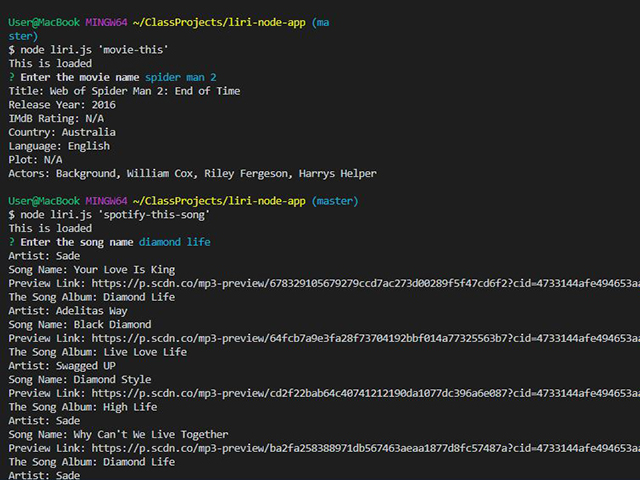 User@MacBook MINGW64 ~/ClassProjects/liri-node-app (ma
ster)
$ node liri.js 'movie-this'
This is loaded
? Enter the movie name spider man 2
Title: Web of Spider Man 2: End of Time
Release Year: 2016
IMdB Rating: N/A
Country: Australia
Language: English
Plot: N/A
Actors: Background, William Cox, Riley Fergeson, Harrys Helper
User@MacBook MINGW64 ~/ClassProjects/liri-node-app (master)
$ node liri.js 'spotify-this-song'
This is loaded
? Enter the song name diamond life
Artist: Sade
Song Name: Your Love Is King
Preview Link: https://p.scdn.co/mp3-preview/678329105679279ccd7ac273d00289f5f47cd6f2?cid=4733144afe494653aa
The Song Album: Diamond Life
Artist: Adelitas Way
Song Name: Black Diamond
Preview Link: https://p.scdn.co/mp3-preview/64fcb7a9e3fa28f73704192bbf014a77325563b7?cid=4733144afe494653aa
The Song Album: Live Love Life
Artist: Swagged UP
Song Name: Diamond Style
Preview Link: https://p.scdn.co/mp3-preview/cd2f22bab64c40741212190da1077dc396a6e087?cid=4733144afe494653aa
The Song Album: High Life
Artist: Sade
Song Name: Why Can't We Live Together
Preview Link: https://p.scdn.co/mp3-preview/ba2fa258388971db567463aeaa1877d8fc57487a?cid=4733144afe494653aa
The Song Album: Diamond Life
Artist: Sade